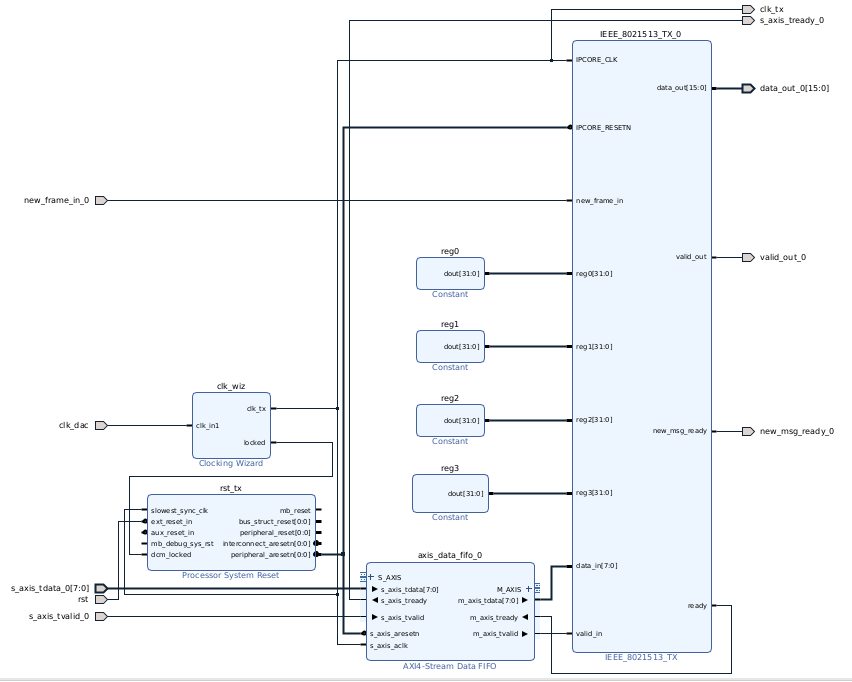 clk_tx
s_axis_tready_0
IEEE_8021513_TX_0
IPCORE_CLK
data_out[15:0]
data_out_0[15:0]
IPCORE_RESETN
new_frame_in_0
new_frame_in
reg0
valid_out
valid_out_0
dout[31:0]
reg0[31:0]
Constant
reg1
dout[31:0]
reg1[31:0]
Constant
clk_wiz
reg2
clk_tx
dout[31:0]
reg2[31:0]
clk_dac
clk_in1
new_msg_ready
new_msg_ready_0
locked
Constant
Clocking Wizard
reg3
rst_tx
dout[31:0]
reg3[31:0]
slowest_sync_clk
mb_reset
Constant
ext_reset_in
bus_struct_reset[0:0]
aux_reset_in
peripheral_reset[0:0]
mb_debug_sys_rst
interconnect_aresetn[0:0]
dcm_locked
peripheral_aresetn[0:0]
axis_data_fifo_0
data_in[7:0]
Processor System Reset
S_AXIS
s_axis_tdata_0[7:0]
s_axis_tdata[7:0]
M_AXIS
rst
s_axis_tready
m_axis_tdata[7:0]
ready
s_axis_tvalid_0
s_axis_tvalid
m_axis_tready
s_axis_aresetn
m_axis_tvalid
valid_in
s_axis_aclk
IEEE_8021513_TX
AXI4-Stream Data FIFO